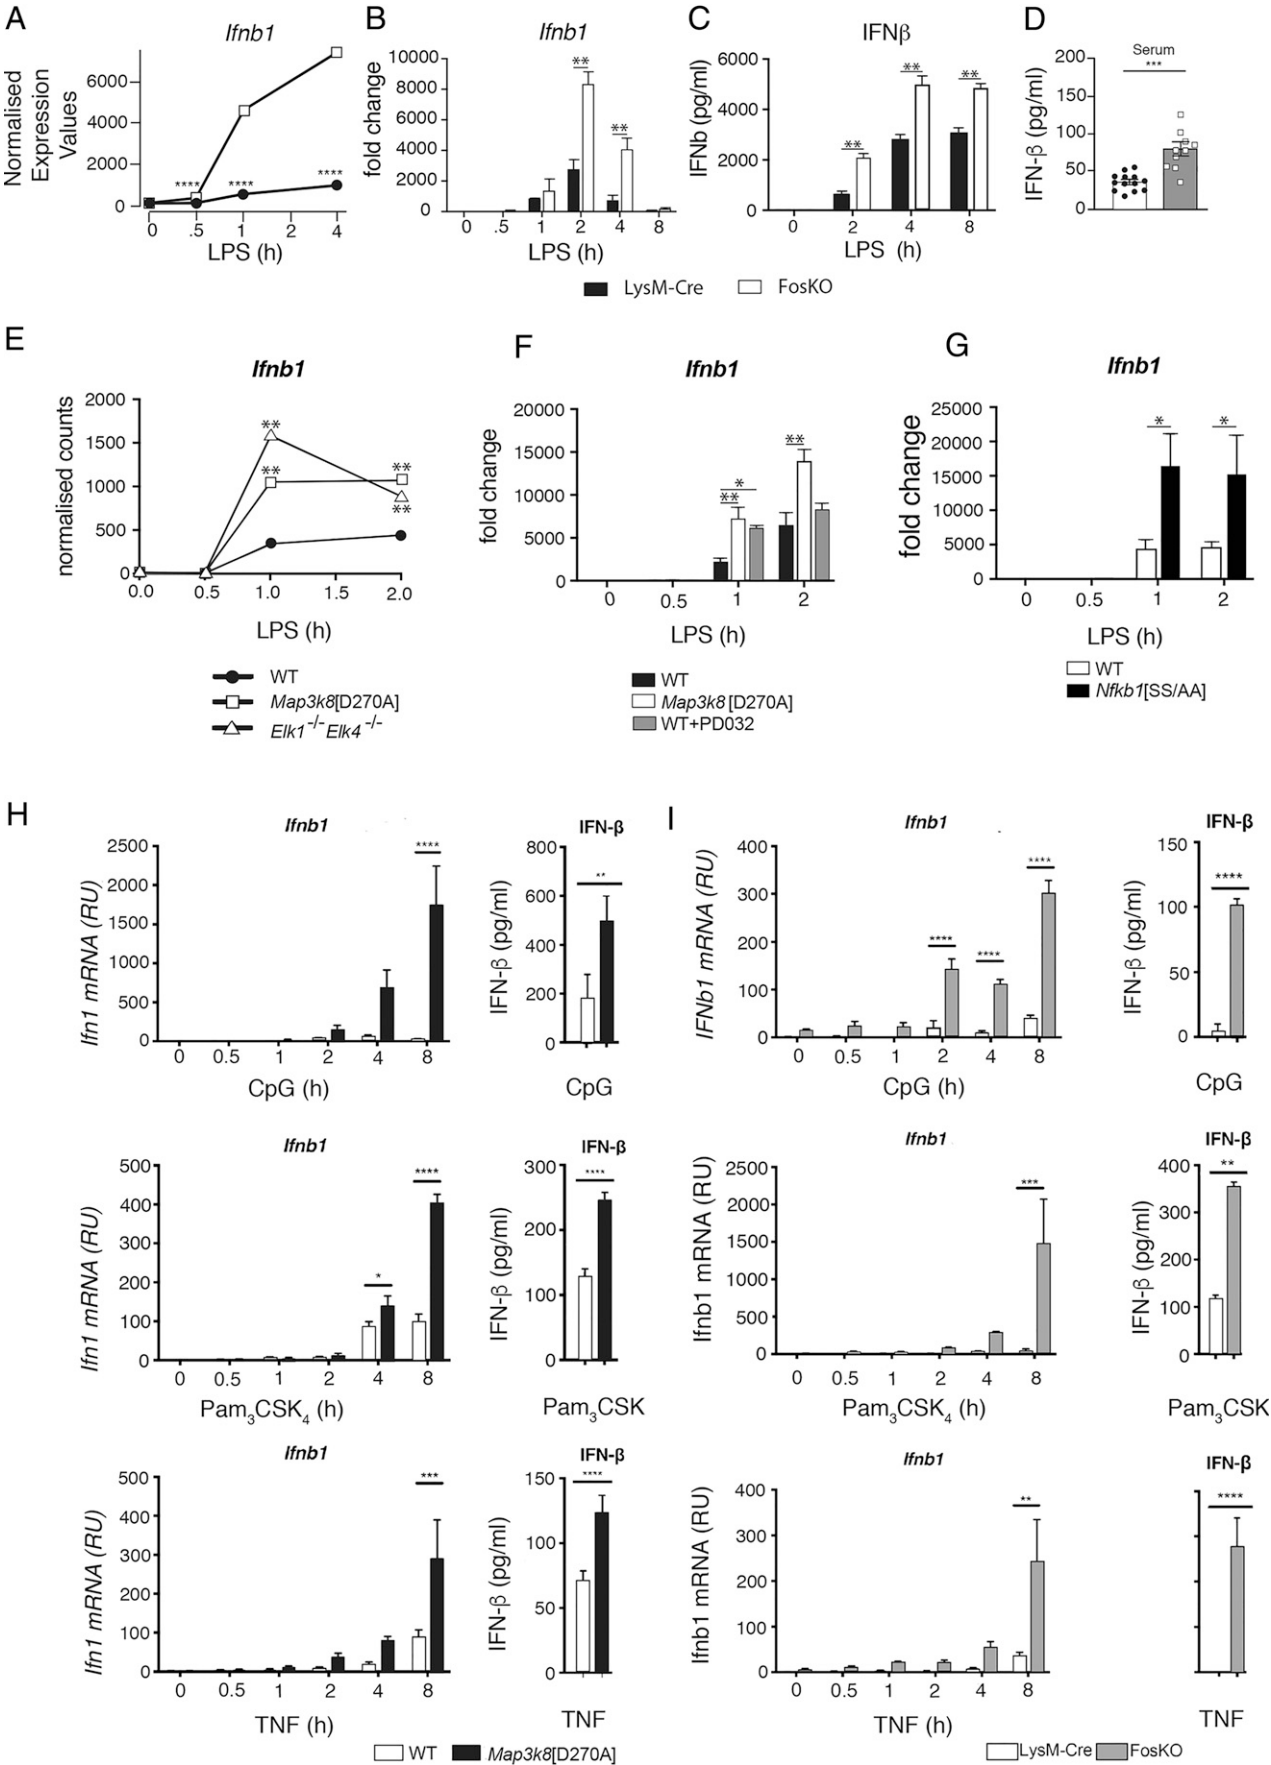 A
Ifnb1
Normalised
Expression
Values
6000
4000
2000
0
****
****
****
0
.5
1
2
4
LPS (h)
B
Ifnb1
fold change
10000
8000
6000
4000
2000
0
**
**
0
.5
1
2
4
8
LPS (h)
C
IFNβ
IFNb (pg/ml)
6000
4000
2000
0
**
**
**
0
2
4
8
LPS (h)
D
Serum
***
IFN-β (pg/ml)
200
150
100
50
0
LysM-Cre
FosKO
E
Ifnb1
normalised counts
2000
1500
1000
500
0
**
**
**
**
0.0
0.5
1.0
1.5
2.0
LPS (h)
WT
Map3k8[D270A]
Elk1-/-Elk4-/-
F
Ifnb1
fold change
20000
15000
10000
5000
0
*
**
**
0
0.5
1
2
LPS (h)
WT
Map3k8[D270A]
WT+PD032
G
Ifnb1
fold change
25000
20000
15000
10000
5000
0
*
*
0
0.5
1
2
LPS (h)
WT
Nfkb1[SS/AA]
H
Ifnb1
Ifn1 mRNA (RU)
2500
2000
1500
1000
500
0
****
0
0.5
1
2
4
8
CpG (h)
IFN-β
IFN-β (pg/ml)
800
600
400
200
0
**
CpG
I
Ifnb1
IFNb1 mRNA (RU)
400
300
200
100
0
****
****
****
0
0.5
1
2
4
8
CpG (h)
IFN-β
IFN-β (pg/ml)
150
100
50
0
****
CpG
Ifnb1
Ifn1 mRNA (RU)
500
400
300
200
100
0
*
****
0
0.5
1
2
4
8
Pam3CSK4 (h)
IFN-β
IFN-β (pg/ml)
300
200
100
0
****
Pam3CSK
Ifnb1
Ifnb1 mRNA (RU)
2500
2000
1500
1000
500
0
***
0
0.5
1
2
4
8
Pam3CSK4 (h)
IFN-β
IFN-β (pg/ml)
400
300
200
100
0
**
Pam3CSK
Ifnb1
Ifn1 mRNA (RU)
500
400
300
200
100
0
***
0
0.5
1
2
4
8
TNF (h)
IFN-β
IFN-β (pg/ml)
150
100
50
0
****
TNF
Ifnb1
Ifnb1 mRNA (RU)
400
300
200
100
0
**
0
0.5
1
2
4
8
TNF (h)
IFN-β
****
TNF
WT
Map3k8[D270A]
LysM-Cre
FosKO